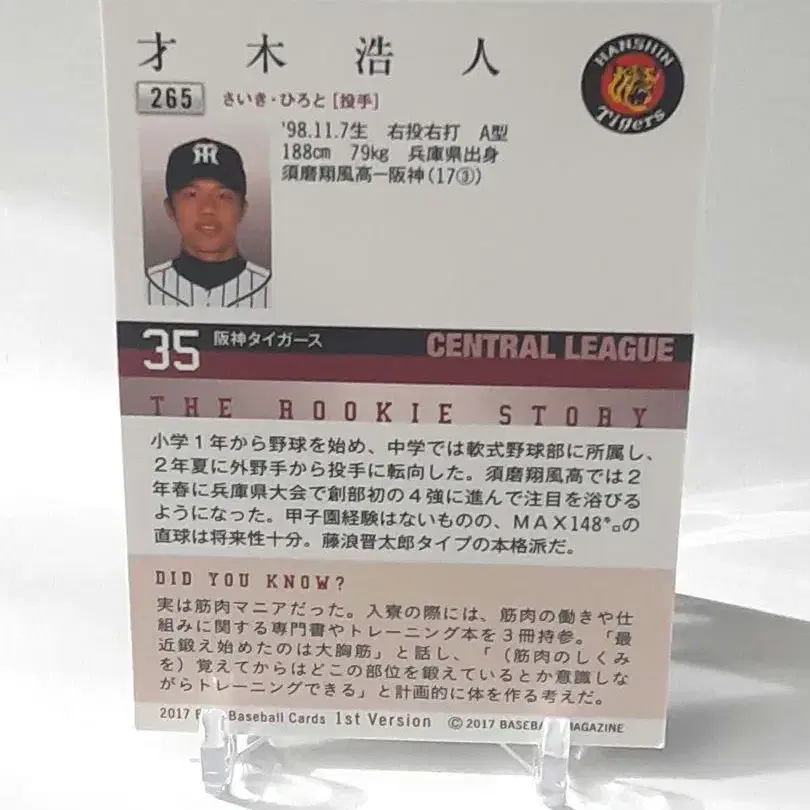 才木浩人
HANSHIN
Tigers
265 さいき・ひろと[投手]
'98.11.7生 右投右打 A型
188cm 79kg 兵庫県出身
須磨翔風高ー阪神(17③)
35 阪神タイガース CENTRAL LEAGUE
THE ROOKIE STORY
小学1年から野球を始め、中学では軟式野球部に所属し、
2年夏に外野手から投手に転向した。須磨翔風高では2
年春に兵庫県大会で創部初の4強に進んで注目を浴びる
ようになった。甲子園経験はないものの、MAX148㌔の
直球は将来性十分。藤浪晋太郎タイプの本格派だ。
DID YOU KNOW?
実は筋肉マニアだった。入寮の際には、筋肉の働きや仕
組みに関する専門書やトレーニング本を3冊持参。「最
近鍛え始めたのは大胸筋」と話し、「(筋肉のしくみ
を)覚えてからはどこの部位を鍛えているとか意識しな
がらトレーニングできる」と計画的に体を作る考えだ。
2017 Baseball Cards 1st Version ©2017 BASEBALL MAGAZINE